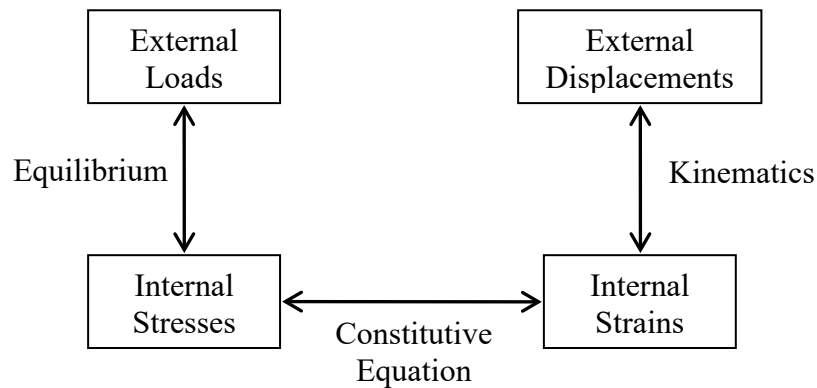 External
Loads
External
Displacements
Equilibrium
Kinematics
Internal
Stresses
Internal
Strains
Constitutive
Equation